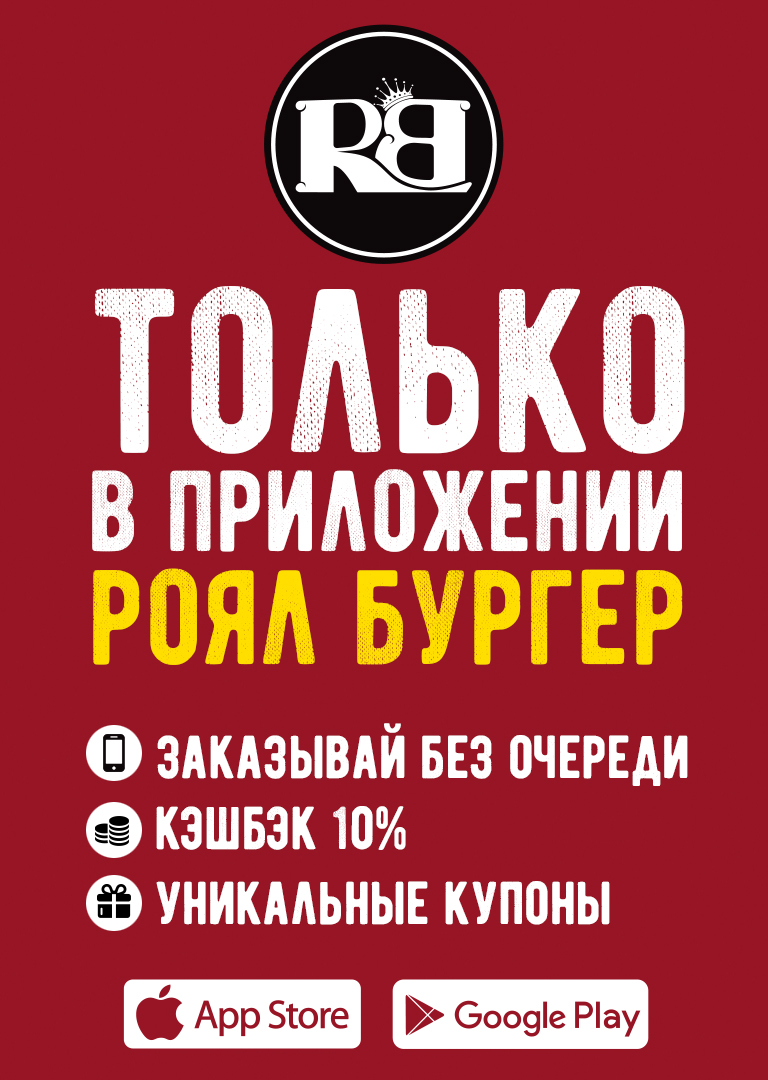 RB
ТОЛЬКО
В ПРИЛОЖЕНИИ
РОЯЛ БУРГЕР
ЗАКАЗЫВАЙ БЕЗ ОЧЕРЕДИ
КЭШБЭК 10%
УНИКАЛЬНЫЕ КУПОНЫ
App Store
Google Play